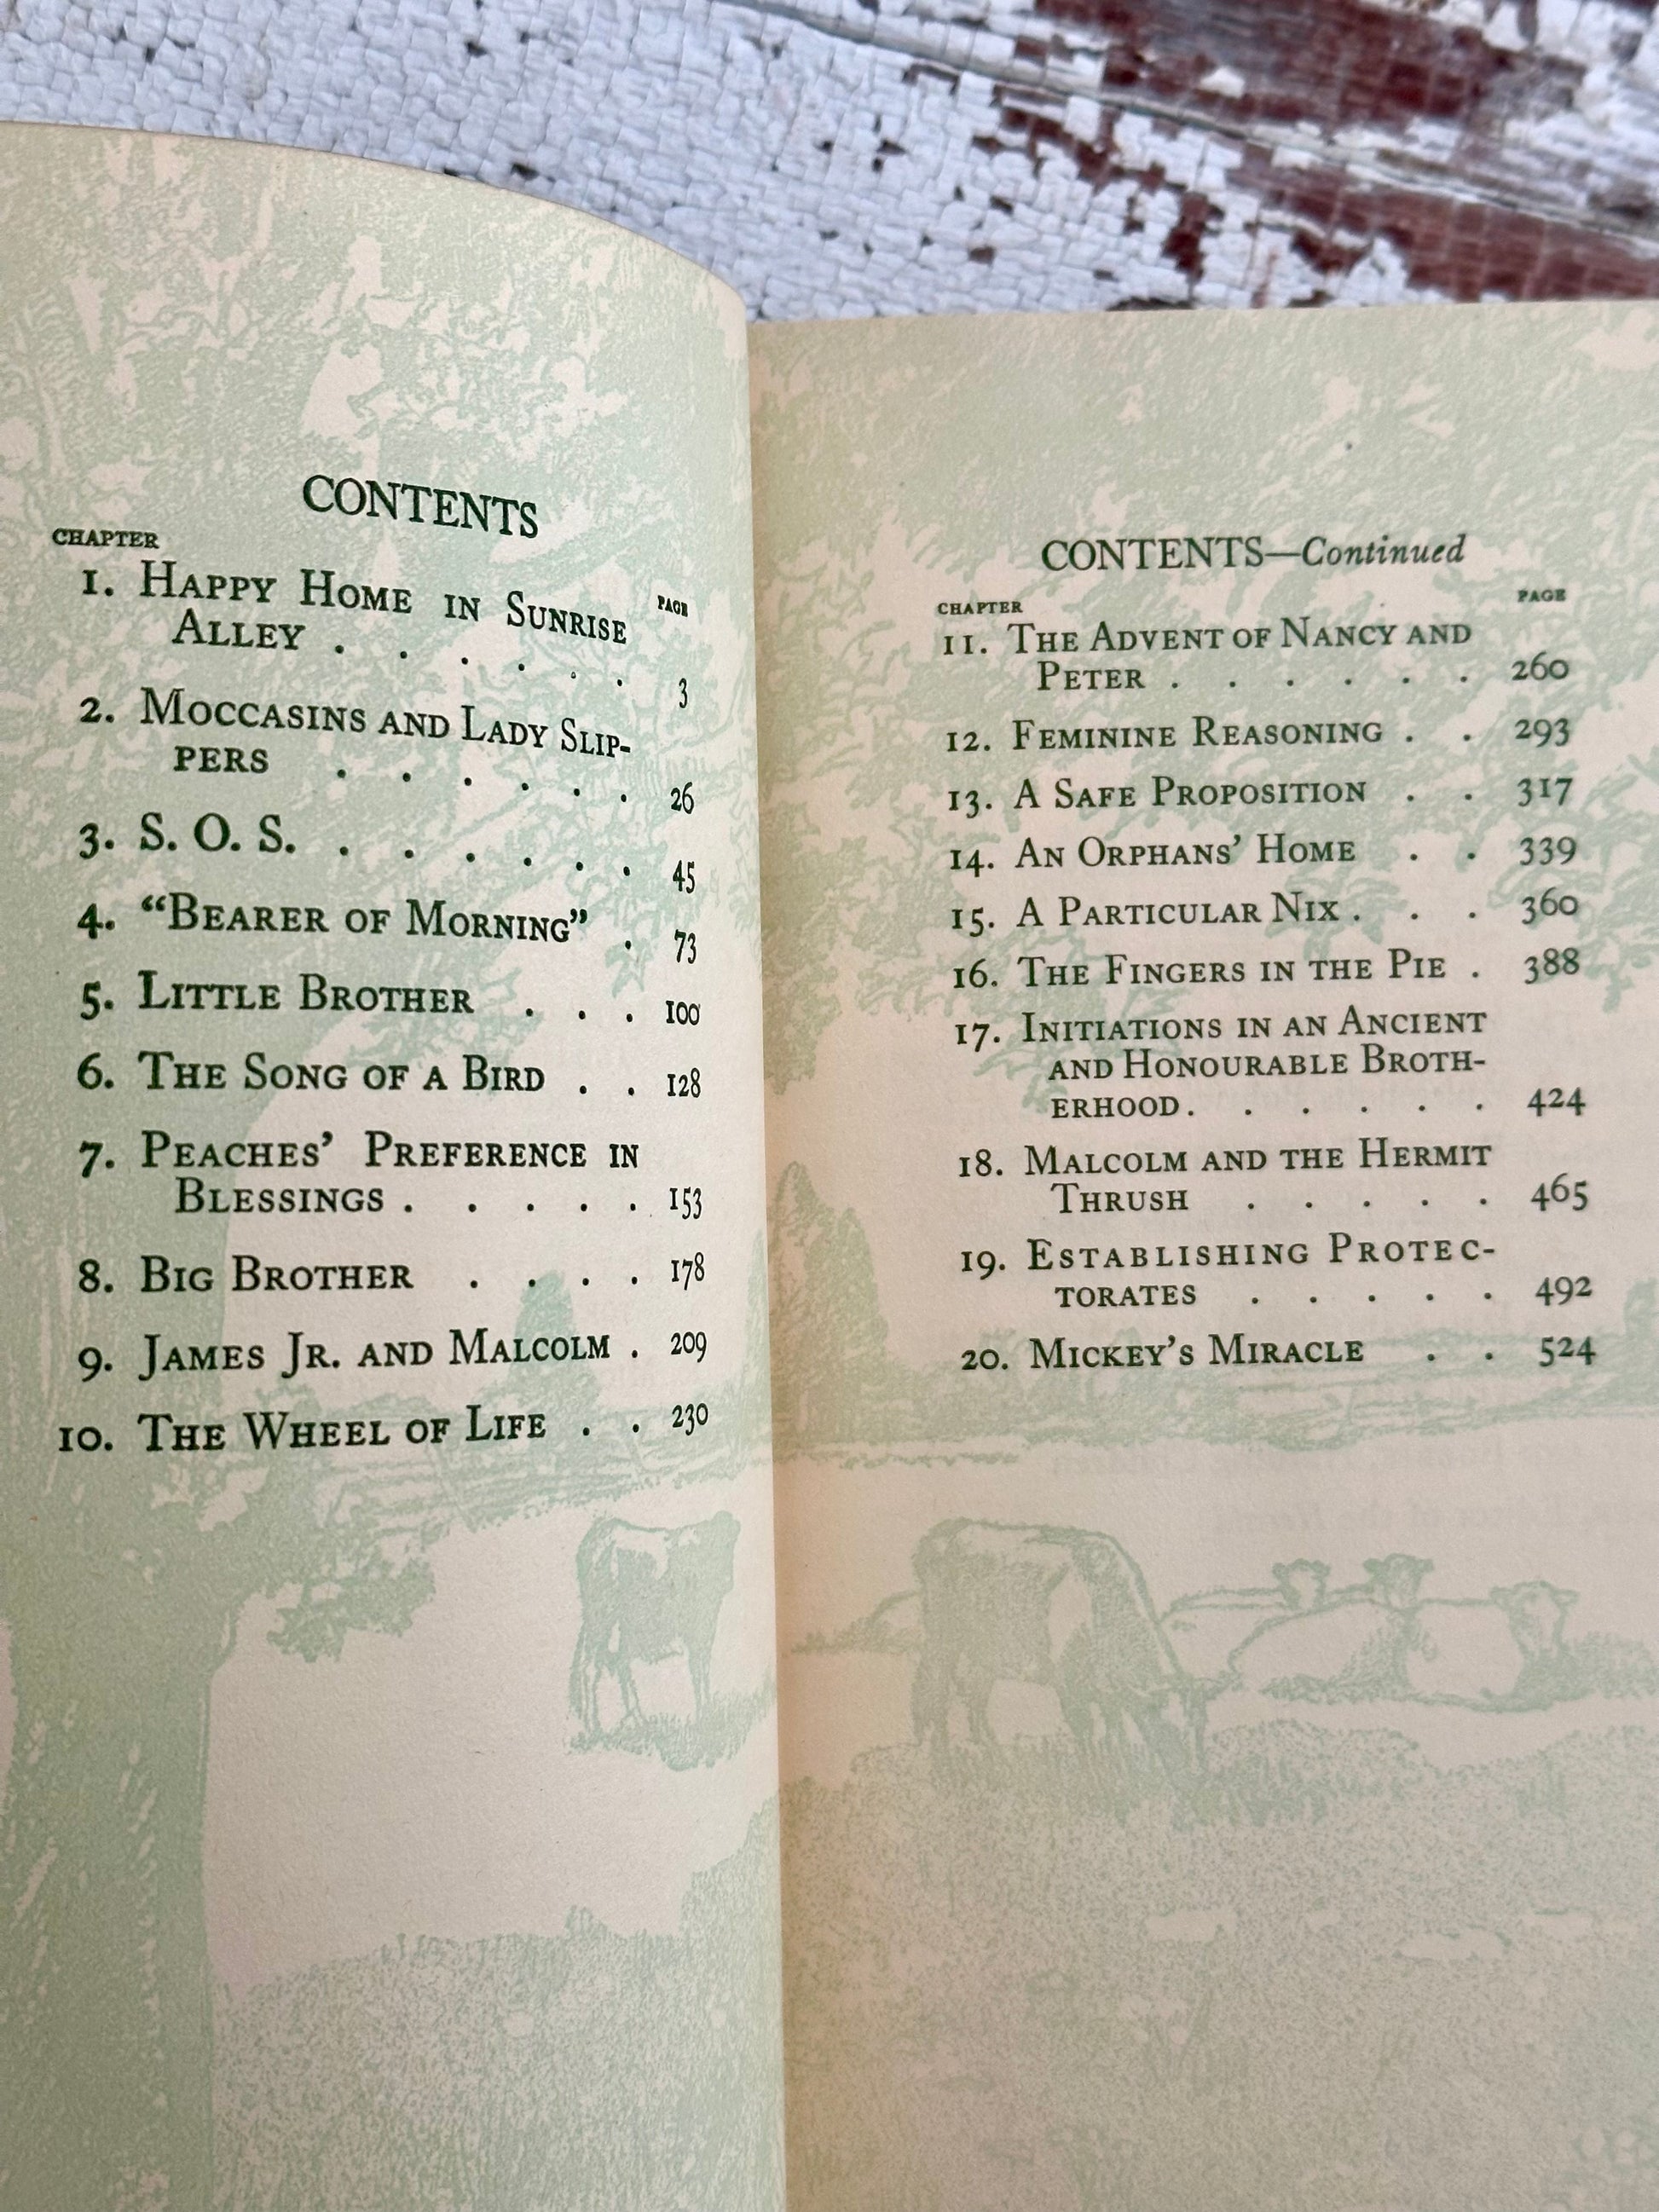 CONTENTS
CHAPTER
PAGE
1. HAPPY HOME IN SUNRISE
ALLEY . . . . . . 3
2. MOCCASINS AND LADY SLIP-
PERS . . . . . . 26
3. S. O. S. . . . . . . 45
4. "BEARER OF MORNING" . 73
5. LITTLE BROTHER . . . 100
6. THE SONG OF A BIRD . . 128
7. PEACHES' PREFERENCE IN
BLESSINGS . . . . . 153
8. BIG BROTHER . . . . 178
9. JAMES JR. AND MALCOLM . 209
10. THE WHEEL OF LIFE . . 230
CONTENTS—Continued
CHAPTER PAGE
11. THE ADVENT OF NANCY AND
PETER . . . . . . 260
12. FEMININE REASONING . . 293
13. A SAFE PROPOSITION . . 317
14. AN ORPHANS' HOME . . 339
15. A PARTICULAR NIX . . . 360
16. THE FINGERS IN THE PIE . 388
17. INITIATIONS IN AN ANCIENT
AND HONOURABLE BROTH-
ERHOOD . . . . . . 424
18. MALCOLM AND THE HERMIT
THRUSH . . . . . 465
19. ESTABLISHING PROTEC-
TORATES . . . . . 492
20. MICKEY'S MIRACLE . . 524